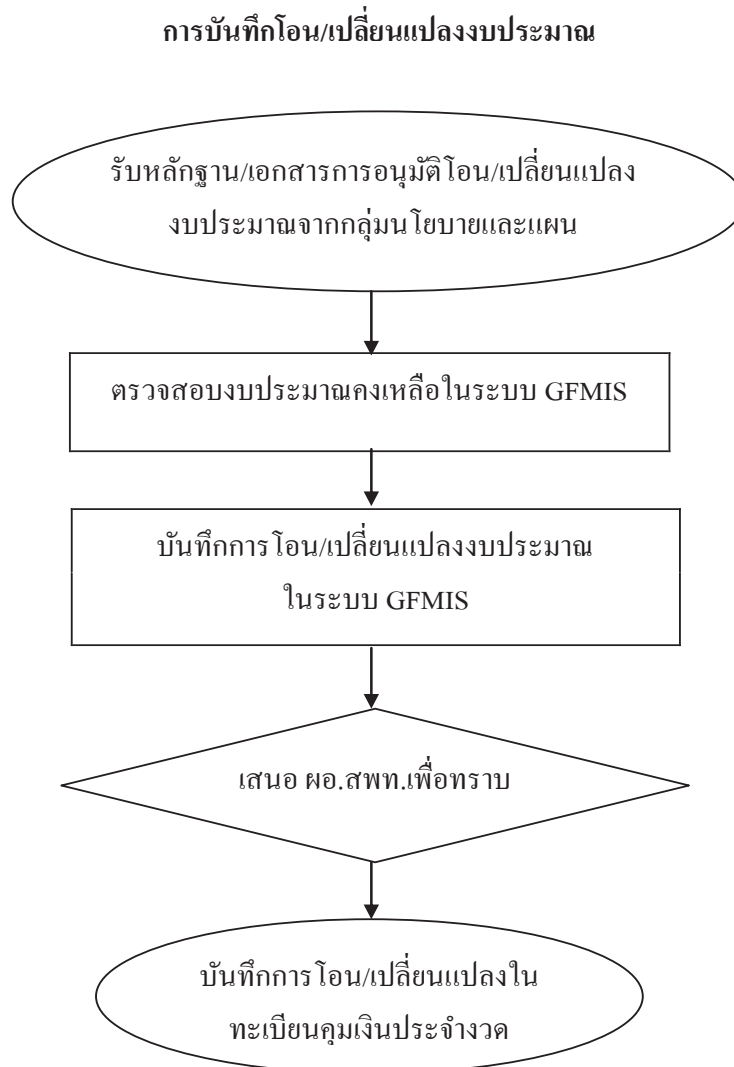 การบันทึกโอน/เปลี่ยนแปลงงบประมาณ
รับหลักฐาน/เอกสารการอนุมัติโอน/เปลี่ยนแปลง
งบประมาณจากกลุ่มนโยบายและแผน
ตรวจสอบงบประมาณคงเหลือในระบบ GFMIS
บันทึกการโอน/เปลี่ยนแปลงงบประมาณ
ในระบบ GFMIS
เสนอ ผอ.สพท.เพื่อทราบ
บันทึกการโอน/เปลี่ยนแปลงใน
ทะเบียนคุมเงินประจำงวด